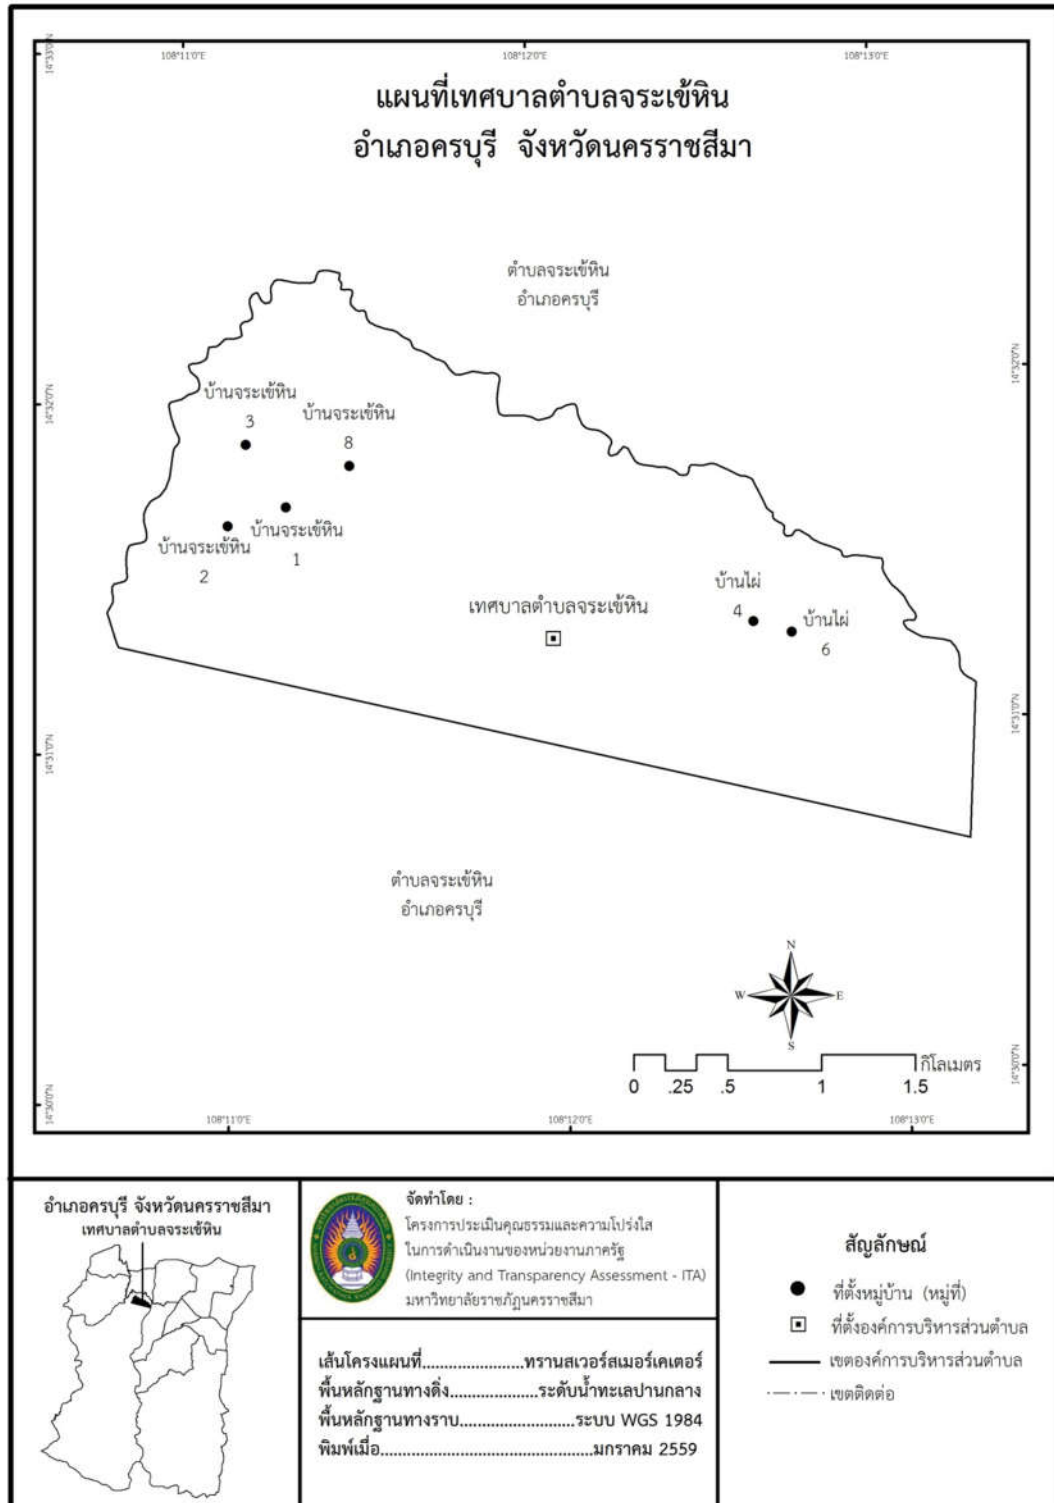 108°11'0"E
108°12'0"E
108°13'0"E
14°33'0"N
แผนที่เทศบาลตำบลจระเข้หิน
อำเภอครบุรี จังหวัดนครราชสีมา
ตำบลจระเข้หิน
อำเภอครบุรี
14°32'0"N
14°32'0"N
บ้านจระเข้หิน
3
บ้านจระเข้หิน
8
บ้านจระเข้หิน
1
บ้านจระเข้หิน
2
บ้านไผ่
4
บ้านไผ่
6
เทศบาลตำบลจระเข้หิน
14°31'0"N
14°31'0"N
ตำบลจระเข้หิน
อำเภอครบุรี
N
W
E
S
กิโลเมตร
0 .25 .5 1 1.5
14°30'0"N
14°30'0"N
108°11'0"E
108°12'0"E
108°13'0"E
อำเภอครบุรี จังหวัดนครราชสีมา
เทศบาลตำบลจระเข้หิน
จัดทำโดย :
โครงการประเมินคุณธรรมและความโปร่งใส
ในการดำเนินงานของหน่วยงานภาครัฐ
(Integrity and Transparency Assessment - ITA)
มหาวิทยาลัยราชภัฏนครราชสีมา
เส้นโครงแผนที่....................ทรานสเวอร์สเมอร์เคเตอร์
พื้นหลักฐานทางดิ่ง.................ระดับน้ำทะเลปานกลาง
พื้นหลักฐานทางราบ......................ระบบ WGS 1984
พิมพ์เมื่อ.........................................มกราคม 2559
สัญลักษณ์
ที่ตั้งหมู่บ้าน (หมู่ที่)
ที่ตั้งองค์การบริหารส่วนตำบล
เขตองค์การบริหารส่วนตำบล
เขตติดต่อ